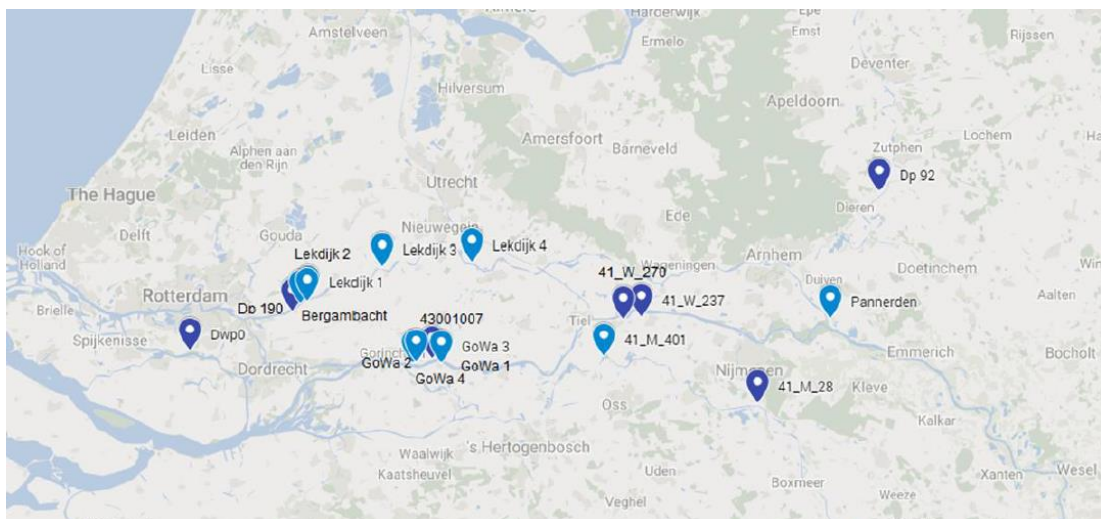 Harderwijk
Epe
Amstelveen
Ermelo
Emst
Rijssen
Lisse
Deventer
Hilversum
Apeldoorn
Leiden
Amersfoort
Lochem
Alphen aan
den Rijn
Barneveld
Zutphen
Utrecht
Dp 92
The Hague
Dieren
Ede
Delft
Gouda
Nieuwegein
Lekdijk 2
Lekdijk 3
Lekdijk 4
Hook of
Holland
Arnhem
Wageningen
Doetinchem
41_W_270
Lekdijk 1
Duiven
Rotterdam
41_W_237
Pannerden
Aalten
Dp 190
Brielle
Bergambacht
43001007
Tiel
Dwp0
Spijkenisse
GoWa 3
41_M_401
Emmerich
Bocholt
GoWa 2
GoWa 1
Dordrecht
GoWa 4
Nijmegen
41_M_28
Kleve
Oss
Kalkar
's Hertogenbosch
Waalwijk
Kaatsheuvel
Uden
Xanten
Wesel
Boxmeer
Weeze
Veghel